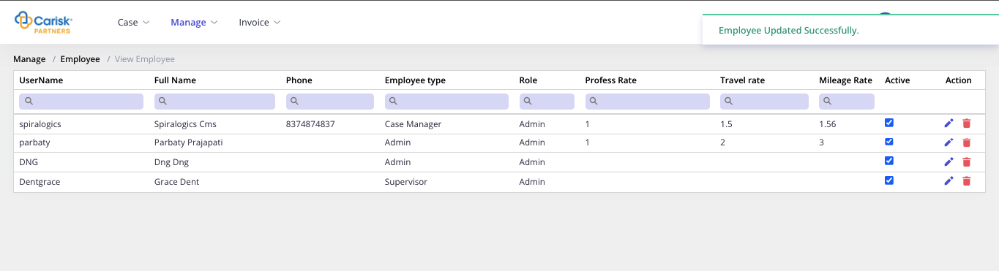 Carisk
PARTNERS
Case
Manage
Invoice
Employee Updated Successfully.
Manage / Employee / View Employee
UserName Full Name Phone Employee type Role Profess Rate Travel rate Mileage Rate Active Action
spiralogics Spiralogics Cms 8374874837 Case Manager Admin 1 1.5 1.56
parbaty Parbaty Prajapati Admin Admin 1 2 3
DNG Dng Dng Admin Admin
Dentgrace Grace Dent Supervisor Admin